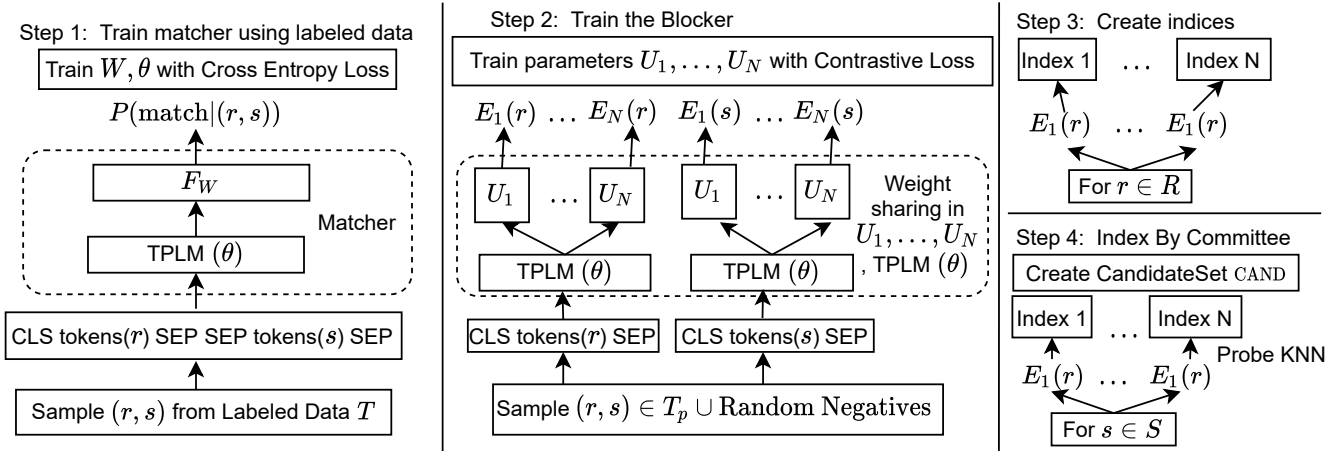 Step 1: Train matcher using labeled data
Train W, θ with Cross Entropy Loss
P(match|(r, s))
F_W
Matcher
TPLM (θ)
CLS tokens(r) SEP SEP tokens(s) SEP
Sample (r, s) from Labeled Data T
Step 2: Train the Blocker
Train parameters U_1, . . . , U_N with Contrastive Loss
E_1(r) . . . E_N(r) E_1(s) . . . E_N(s)
U_1 . . . U_N U_1 . . . U_N
Weight
sharing in
U_1, . . . , U_N
, TPLM (θ)
TPLM (θ) TPLM (θ)
CLS tokens(r) SEP CLS tokens(s) SEP
Sample (r, s) ∈ T_p ∪ Random Negatives
Step 3: Create indices
Index 1 . . . Index N
E_1(r) . . . E_1(r)
For r ∈ R
Step 4: Index By Committee
Create CandidateSet CAND
Index 1 . . . Index N
Probe KNN
E_1(r) . . . E_1(r)
For s ∈ S